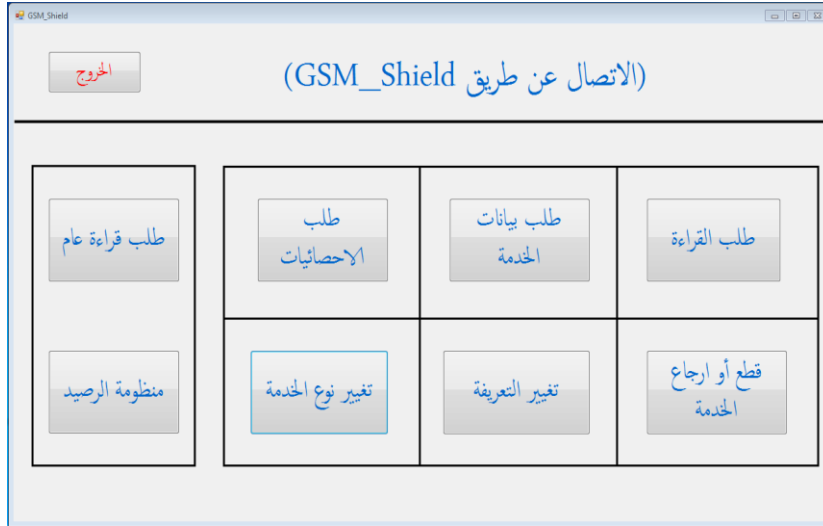 GSM_Shield
(الاتصال عن طريق GSM_Shield)
الخروج
طلب القراءة
طلب بيانات
الخدمة
طلب
الاحصائيات
طلب قراءة عام
قطع أو ارجاع
الخدمة
تغيير التعريفة
تغيير نوع الخدمة
منظومة الرصيد